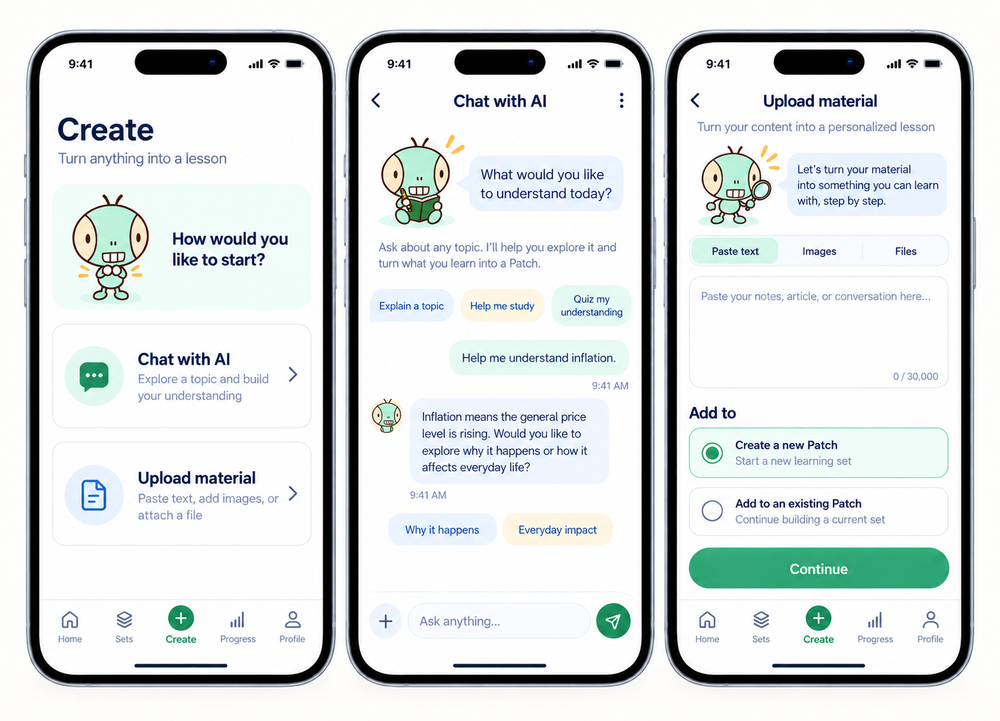 9:41
Create
Turn anything into a lesson
How would you
like to start?
Chat with AI
Explore a topic and build
your understanding
Upload material
Paste text, add images, or
attach a file
Home
Sets
Create
Progress
Profile
9:41
Chat with AI
What would you like
to understand today?
Ask about any topic. I'll help you explore it and
turn what you learn into a Patch.
Explain a topic
Help me study
Quiz my
understanding
Help me understand inflation.
9:41 AM
Inflation means the general price
level is rising. Would you like to
explore why it happens or how it
affects everyday life?
9:41 AM
Why it happens
Everyday impact
Ask anything...
9:41
Upload material
Turn your content into a personalized lesson
Let's turn your material
into something you can learn
with, step by step.
Paste text
Images
Files
Paste your notes, article, or conversation here...
0 / 30,000
Add to
Create a new Patch
Start a new learning set
Add to an existing Patch
Continue building a current set
Continue
Home
Sets
Create
Progress
Profile